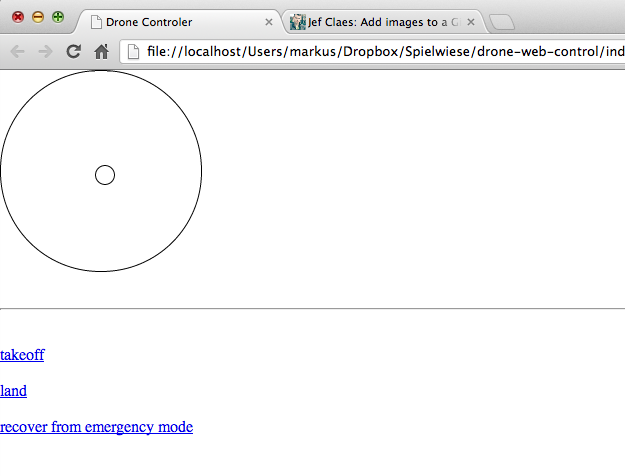 Drone Controler
Jef Claes: Add images to a G
file://localhost/Users/markus/Dropbox/Spielwiese/drone-web-control/ind
takeoff
land
recover from emergency mode